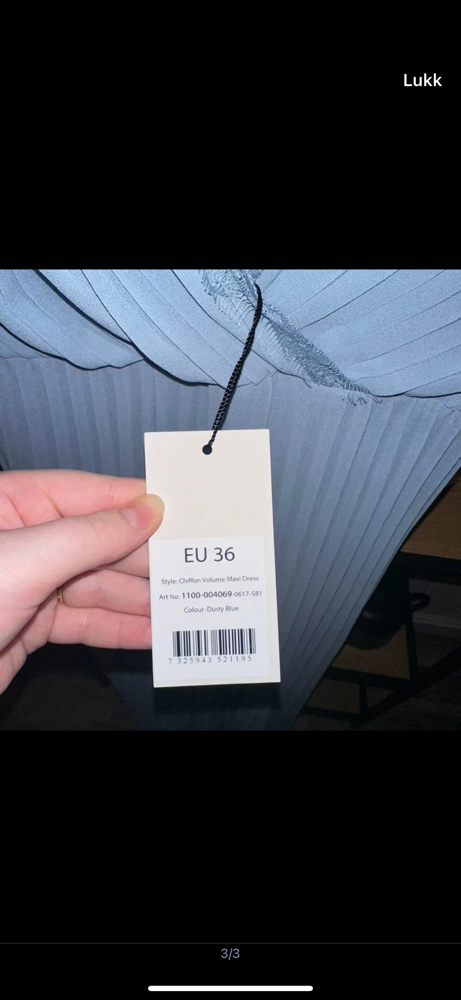 Lukk
EU 36
Style: Chiffon Volume Maxi Dress
Art No: 1100-004069-0617-581
Colour: Dusty Blue
7 325943 521195
3/3